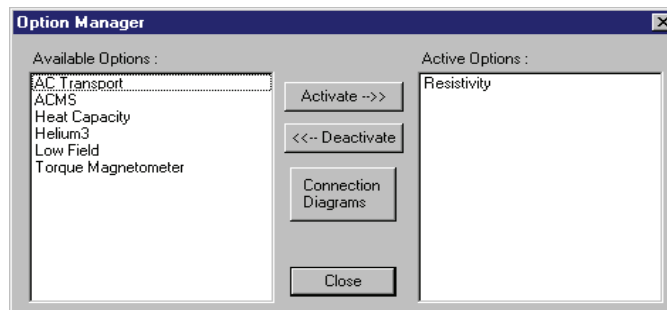 Option Manager
Available Options :
AC Transport
ACMS
Heat Capacity
Helium3
Low Field
Torque Magnetometer
Activate -->>
<<-- Deactivate
Connection
Diagrams
Close
Active Options :
Resistivity